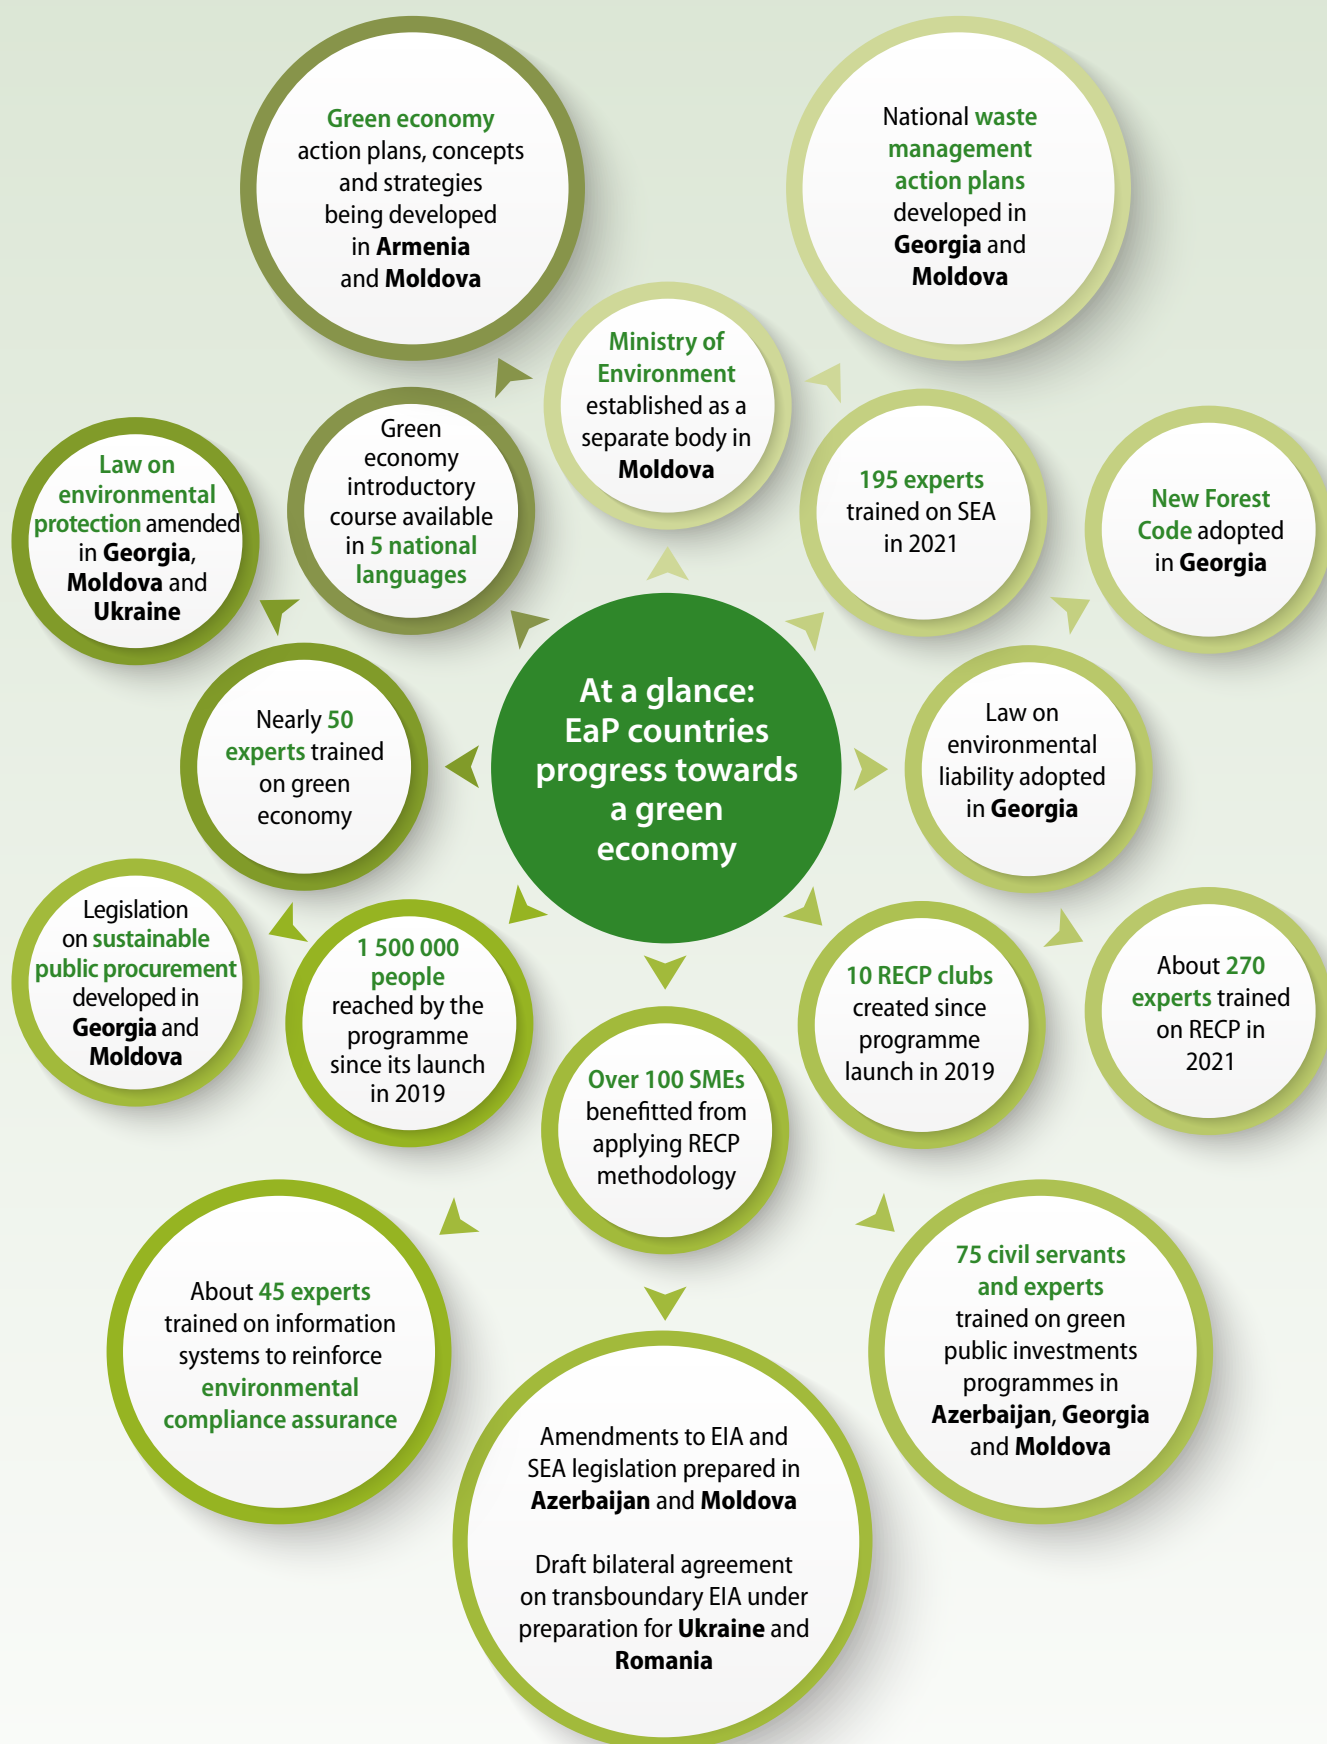 Green economy
action plans, concepts
and strategies
being developed
in Armenia
and Moldova
National waste
management
action plans
developed in
Georgia and
Moldova
Ministry of
Environment
established as a
separate body in
Moldova
Green
economy
introductory
course available
in 5 national
languages
195 experts
trained on SEA
in 2021
Law on
environmental
protection amended
in Georgia,
Moldova and
Ukraine
New Forest
Code adopted
in Georgia
At a glance:
EaP countries
progress towards
a green
economy
Nearly 50
experts trained
on green
economy
Law on
environmental
liability adopted
in Georgia
Legislation
on sustainable
public procurement
developed in
Georgia and
Moldova
1 500 000
people
reached by the
programme
since its launch
in 2019
Over 100 SMEs
benefitted from
applying RECP
methodology
10 RECP clubs
created since
programme
launch in 2019
About 270
experts trained
on RECP in
2021
About 45 experts
trained on information
systems to reinforce
environmental
compliance assurance
75 civil servants
and experts
trained on green
public investments
programmes in
Azerbaijan, Georgia
and Moldova
Amendments to EIA and
SEA legislation prepared in
Azerbaijan and Moldova
Draft bilateral agreement
on transboundary EIA under
preparation for Ukraine and
Romania